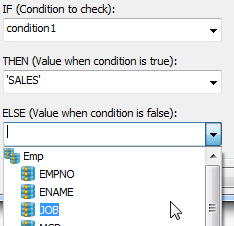 IF (Condition to check):
condition1
THEN (Value when condition is true):
'SALES'
ELSE (Value when condition is false):
Emp
EMPNO
ENAME
JOB